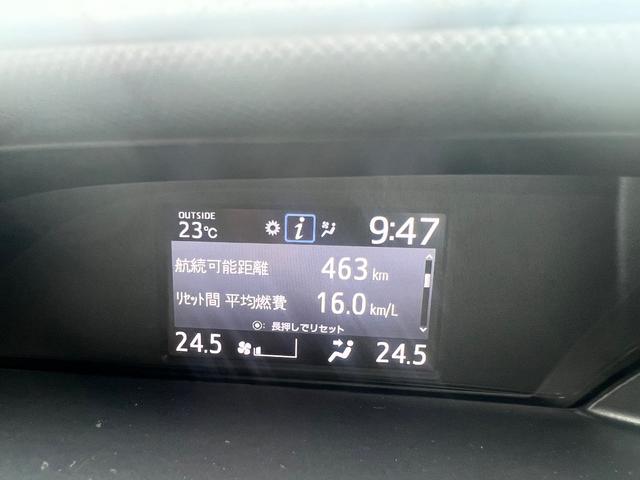 OUTSIDE
23℃ i 9:47
航続可能距離 463 km
ﾘｾｯﾄ間 平均燃費 16.0 km/L
◉: 長押しでリセット
24.5 24.5